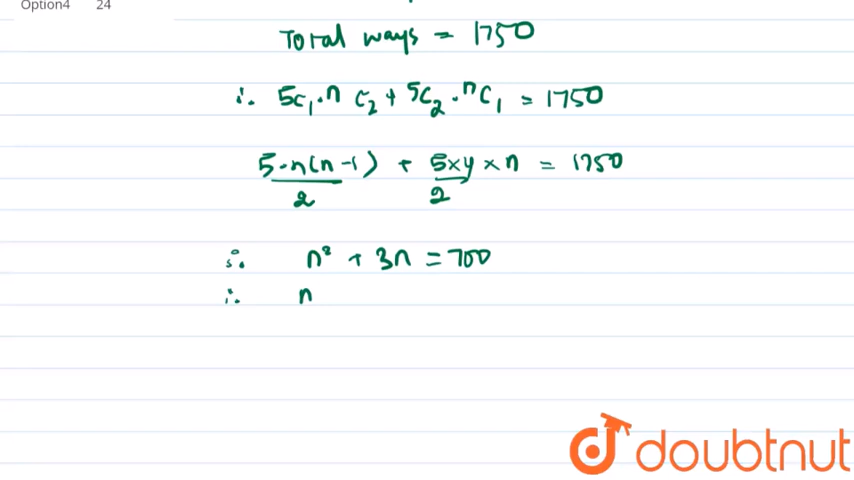 Option4 24
Total ways = 1750
∴ 5C₁·ⁿC₂ + 5C₂·ⁿC₁ = 1750
5·n(n-1)/2 + 5×4/2 ×n = 1750
∴ n² + 3n = 700
∴ n
doubtnut